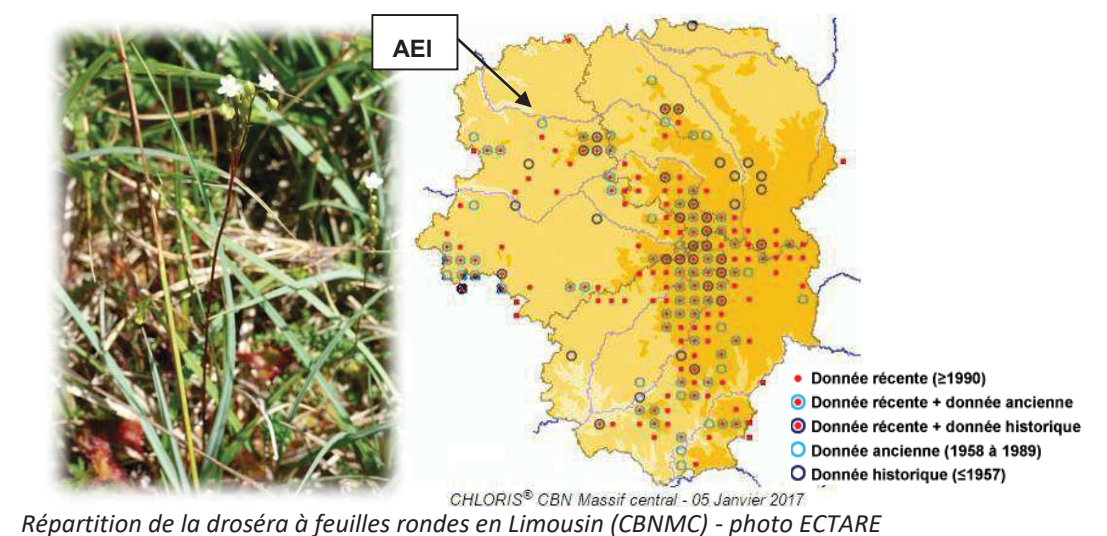 AEI
Donnée récente (≥1990)
Donnée récente + donnée ancienne
Donnée récente + donnée historique
Donnée ancienne (1958 à 1989)
Donnée historique (≤1957)
CHLORIS® CBN Massif central - 05 Janvier 2017
Répartition de la droséra à feuilles rondes en Limousin (CBNMC) - photo ECTARE